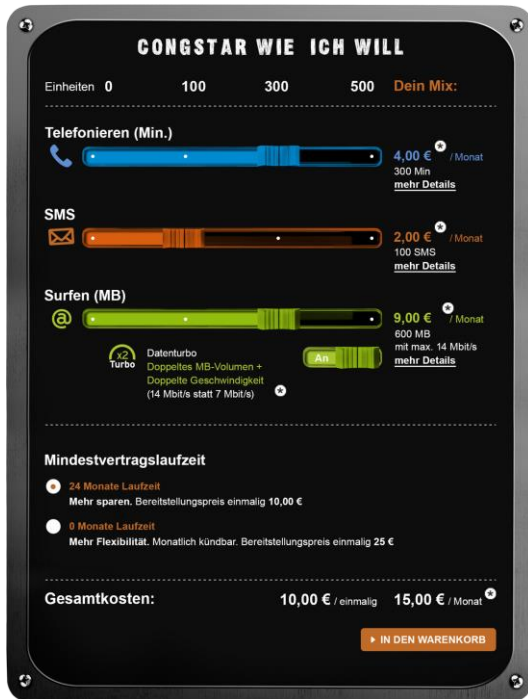 CONGSTAR WIE ICH WILL
Einheiten 0 100 300 500 Dein Mix:
Telefonieren (Min.)
4,00 € * / Monat
300 Min
mehr Details
SMS
2,00 € * / Monat
100 SMS
mehr Details
Surfen (MB)
@
9,00 € * / Monat
600 MB
mit max. 14 Mbit/s
mehr Details
x2
Turbo
Datenturbo
Doppeltes MB-Volumen +
Doppelte Geschwindigkeit
(14 Mbit/s statt 7 Mbit/s) *
An
Mindestvertragslaufzeit
24 Monate Laufzeit
Mehr sparen. Bereitstellungspreis einmalig 10,00 €
0 Monate Laufzeit
Mehr Flexibilität. Monatlich kündbar. Bereitstellungspreis einmalig 25 €
Gesamtkosten: 10,00 € / einmalig 15,00 € / Monat *
IN DEN WARENKORB